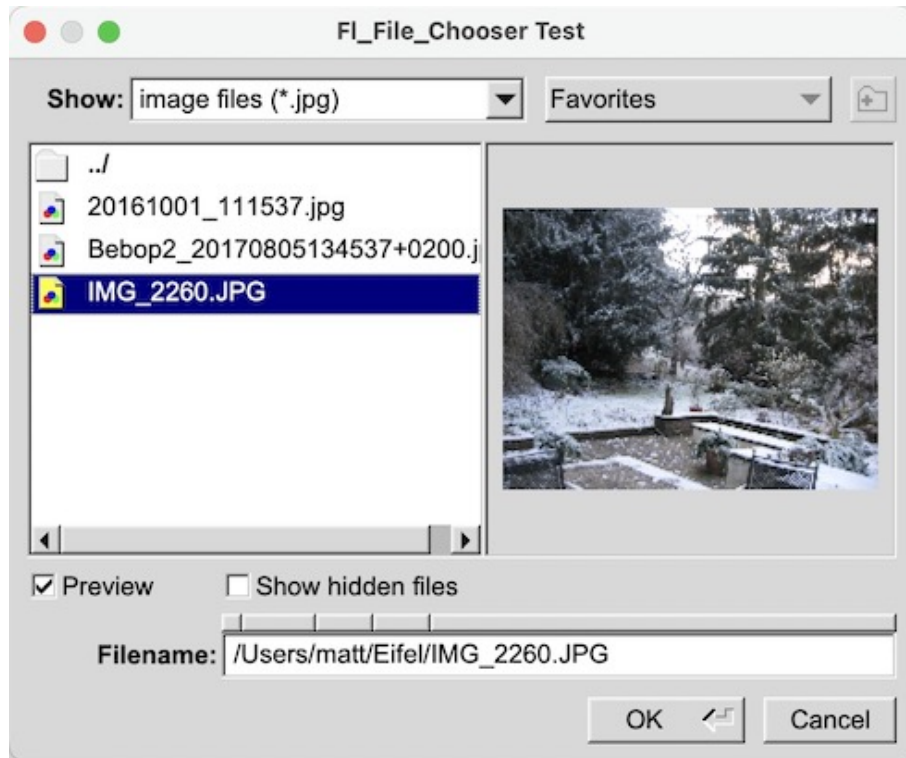 Fl_File_Chooser Test
Show: image files (*.jpg) Favorites
../
20161001_111537.jpg
Bebop2_20170805134537+0200.j
IMG_2260.JPG
Preview Show hidden files
Filename: /Users/matt/Eifel/IMG_2260.JPG
OK Cancel